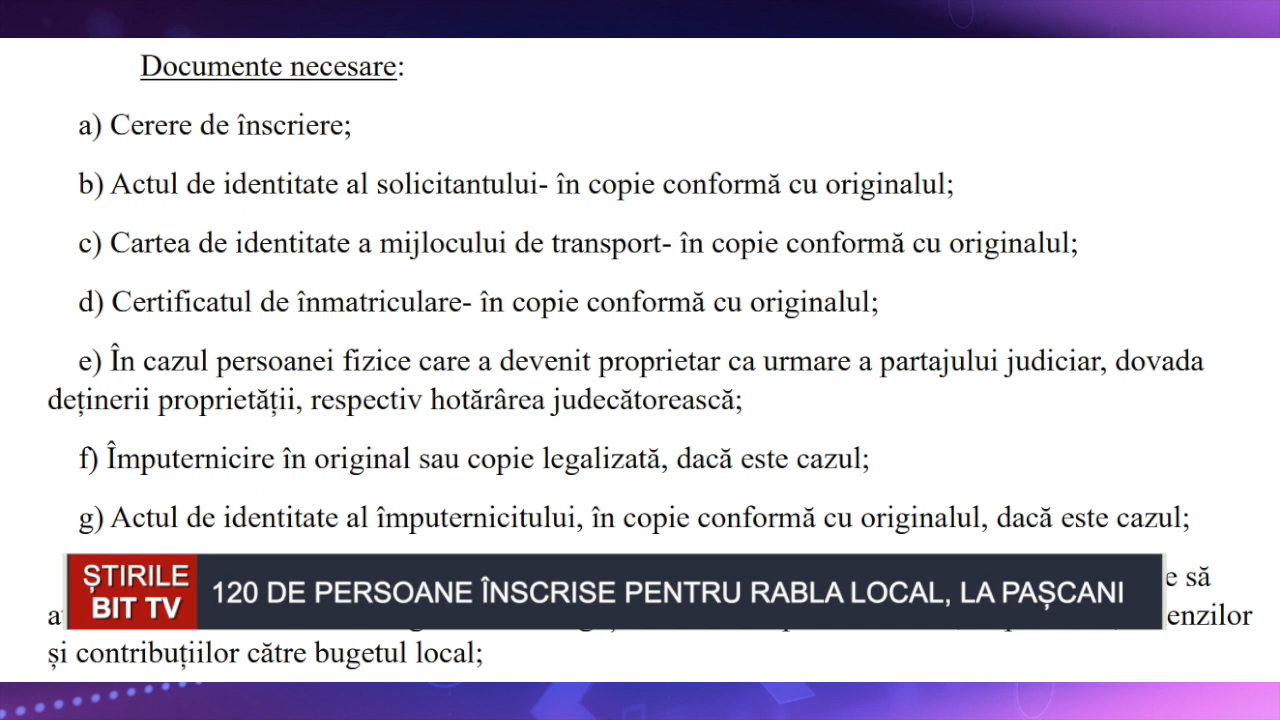 Documente necesare:
a) Cerere de înscriere;
b) Actul de identitate al solicitantului- în copie conformă cu originalul;
c) Cartea de identitate a mijlocului de transport- în copie conformă cu originalul;
d) Certificatul de înmatriculare- în copie conformă cu originalul;
e) În cazul persoanei fizice care a devenit proprietar ca urmare a partajului judiciar, dovada
deținerii proprietății, respectiv hotărârea judecătorească;
f) Împuternicire în original sau copie legalizată, dacă este cazul;
g) Actul de identitate al împuternicitului, în copie conformă cu originalul, dacă este cazul;
să
ȘTIRILE
BIT TV
120 DE PERSOANE ÎNSCRISE PENTRU RABLA LOCAL, LA PAȘCANI
și contribuțiilor către bugetul local;